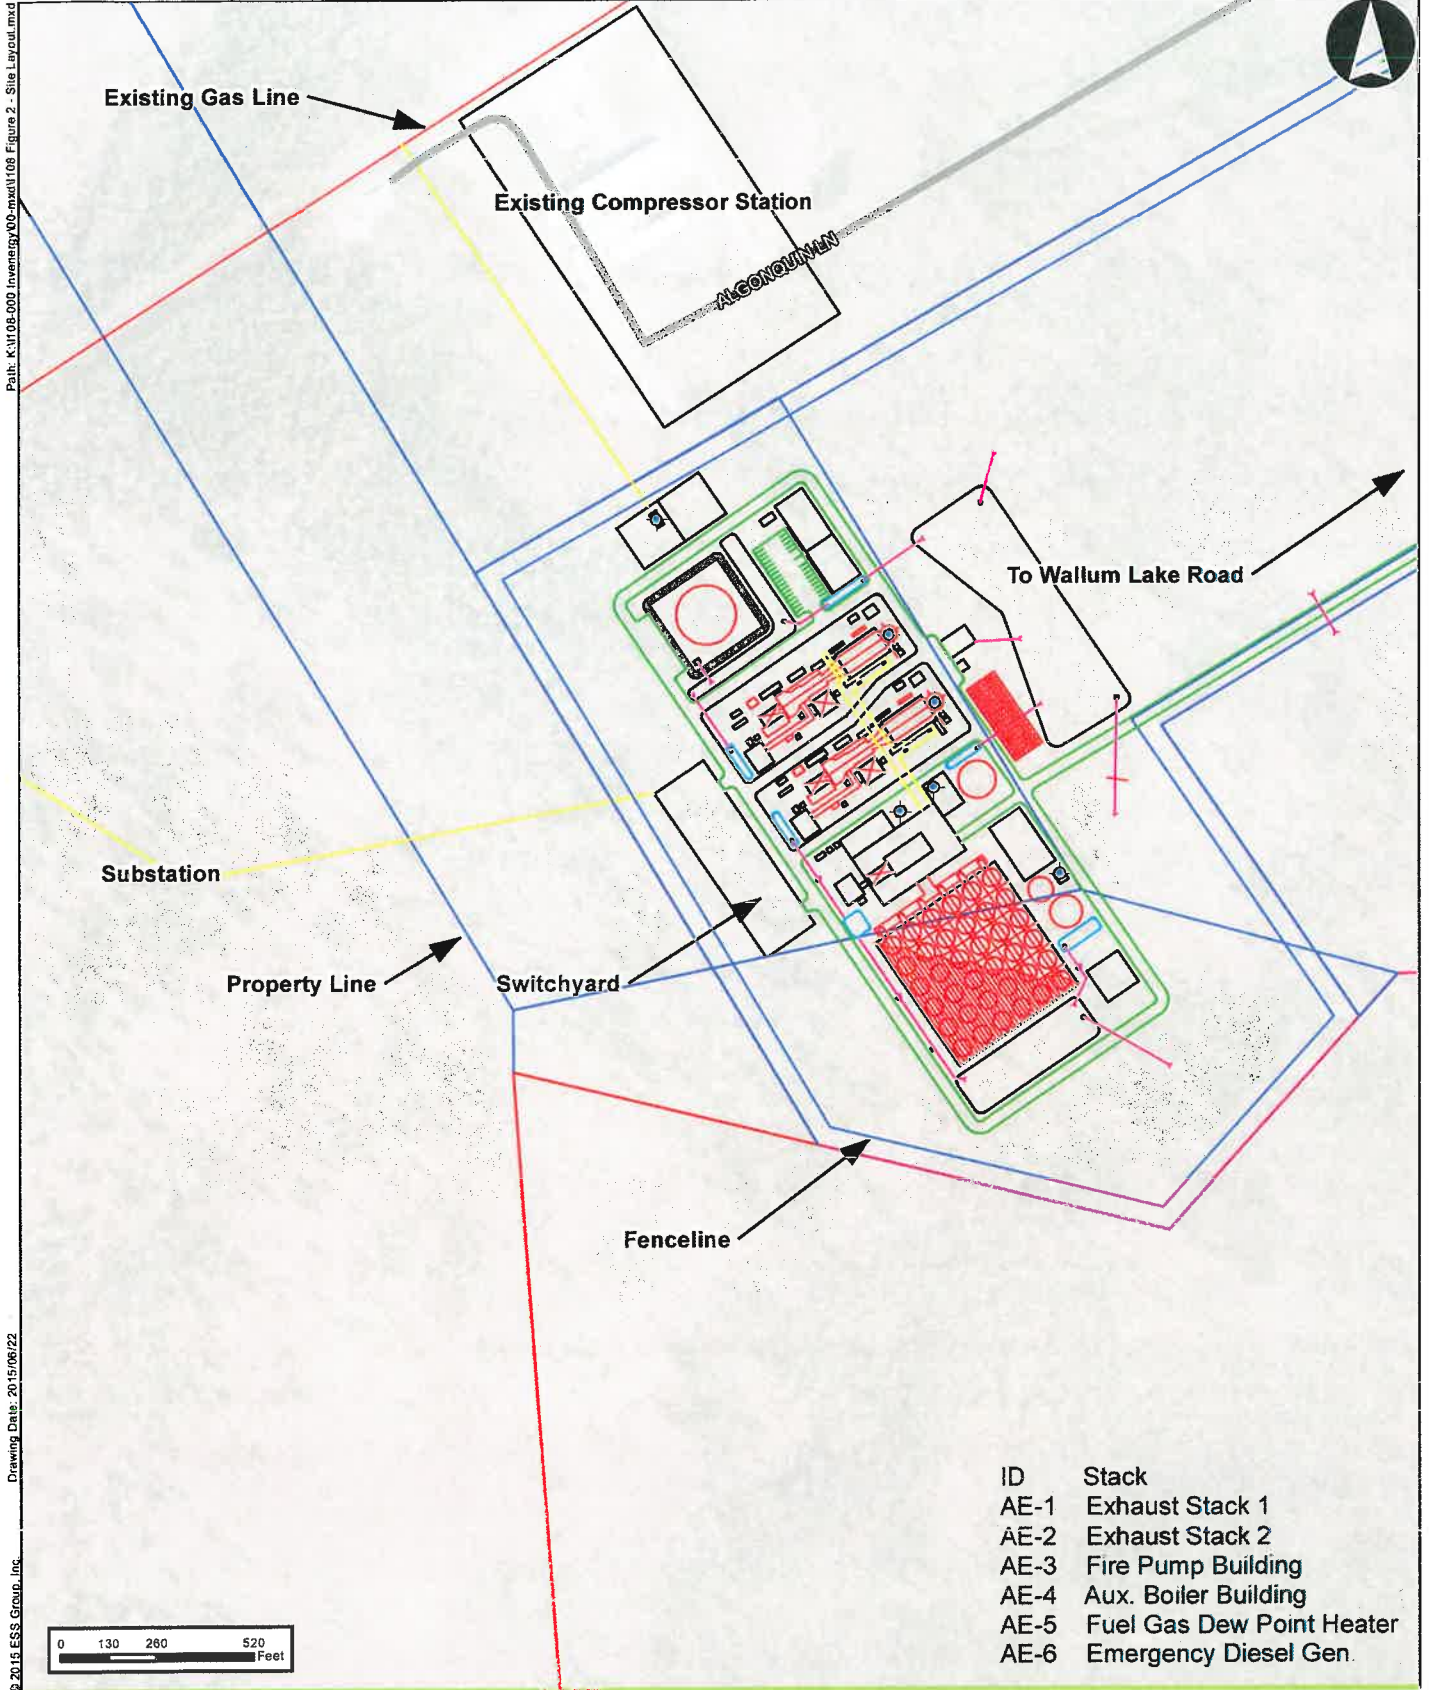 Path: K:\I108-000 Invenergy\00-mxd\I108 Figure 2 - Site Layout.mxd
Existing Gas Line
Existing Compressor Station
ALGONQUIN LN
To Wallum Lake Road
Substation
Property Line
Switchyard
Fenceline
Drawing Date: 2015/06/22
© 2015 ESS Group, Inc.
ID Stack
AE-1 Exhaust Stack 1
AE-2 Exhaust Stack 2
AE-3 Fire Pump Building
AE-4 Aux. Boiler Building
AE-5 Fuel Gas Dew Point Heater
AE-6 Emergency Diesel Gen.
0 130 260 520
Feet